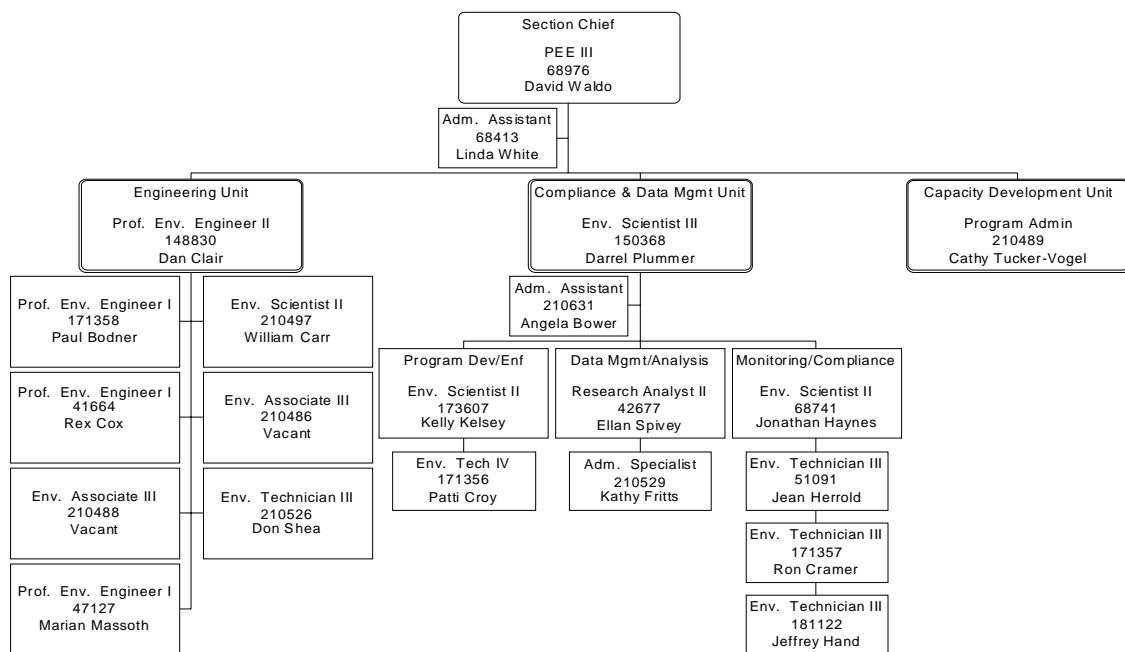 Section Chief
PEE III
68976
David Waldo
Adm. Assistant
68413
Linda White
Engineering Unit
Prof. Env. Engineer II
148830
Dan Clair
Compliance & Data Mgmt Unit
Env. Scientist III
150368
Darrel Plummer
Capacity Development Unit
Program Admin
210489
Cathy Tucker-Vogel
Prof. Env. Engineer I
171358
Paul Bodner
Env. Scientist II
210497
William Carr
Prof. Env. Engineer I
41664
Rex Cox
Env. Associate III
210486
Vacant
Env. Associate III
210488
Vacant
Env. Technician III
210526
Don Shea
Prof. Env. Engineer I
47127
Marian Massoth
Adm. Assistant
210631
Angela Bower
Program Dev/Enf
Env. Scientist II
173607
Kelly Kelsey
Env. Tech IV
171356
Patti Croy
Data Mgmt/Analysis
Research Analyst II
42677
Ellan Spivey
Adm. Specialist
210529
Kathy Fritts
Monitoring/Compliance
Env. Scientist II
68741
Jonathan Haynes
Env. Technician III
51091
Jean Herrold
Env. Technician III
171357
Ron Cramer
Env. Technician III
181122
Jeffrey Hand